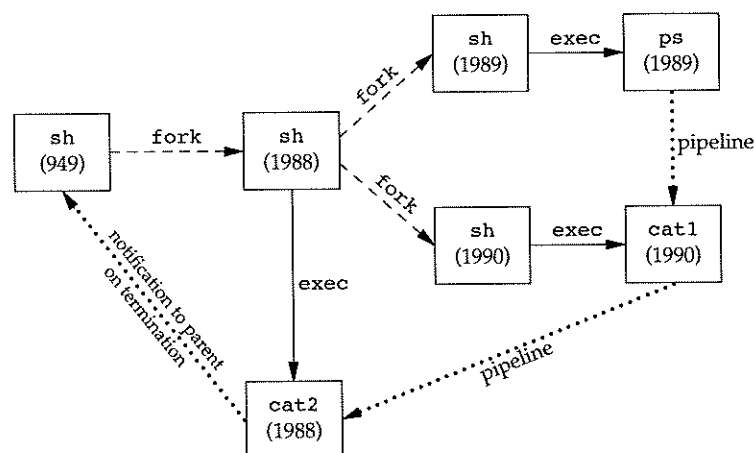 sh
(1989)
exec
ps
(1989)
fork
sh
(949)
fork
sh
(1988)
pipeline
fork
sh
(1990)
exec
cat1
(1990)
notification to parent
on termination
exec
pipeline
cat2
(1988)